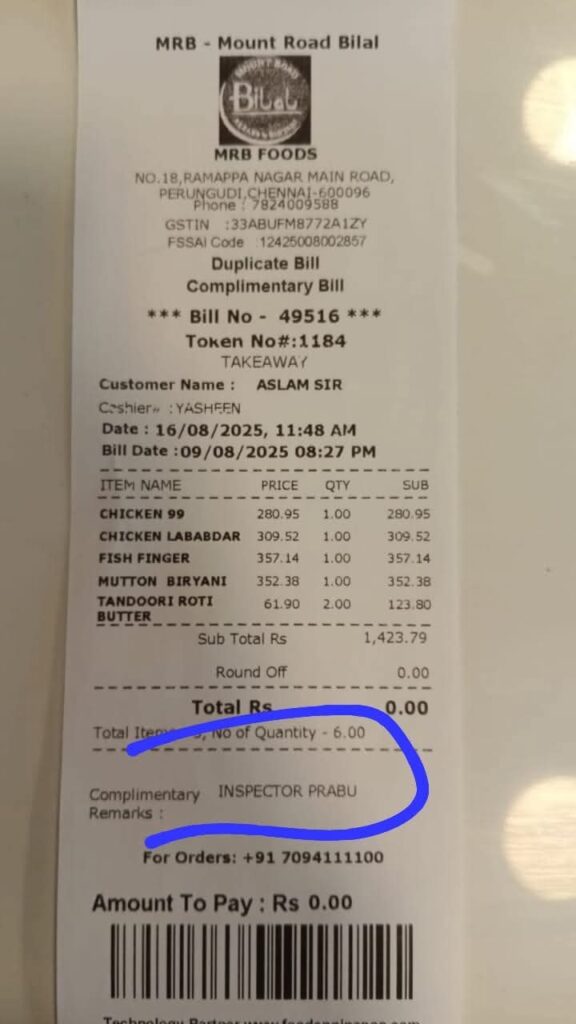 MRB - Mount Road Bilal
MOUNT ROAD
Bilal
MRB FOODS
NO.18,RAMAPPA NAGAR MAIN ROAD,
PERUNGUDI,CHENNAI-600096
Phone : 7824009588
GSTIN :33ABUFM8772A1ZY
FSSAI Code :12425008002857
Duplicate Bill
Complimentary Bill
*** Bill No - 49516 ***
Token No#:1184
TAKEAWAY
Customer Name : ASLAM SIR
Cashier : YASHEEN
Date : 16/08/2025, 11:48 AM
Bill Date :09/08/2025 08:27 PM
ITEM NAME PRICE QTY SUB
CHICKEN 99 280.95 1.00 280.95
CHICKEN LABABDAR 309.52 1.00 309.52
FISH FINGER 357.14 1.00 357.14
MUTTON BIRYANI 352.38 1.00 352.38
TANDOORI ROTI 61.90 2.00 123.80
BUTTER
Sub Total Rs 1,423.79
Round Off 0.00
Total Rs 0.00
Total No of Quantity - 6.00
Complimentary INSPECTOR PRABU
Remarks :
For Orders: +91 7094111100
Amount To Pay : Rs 0.00
Technology Partner